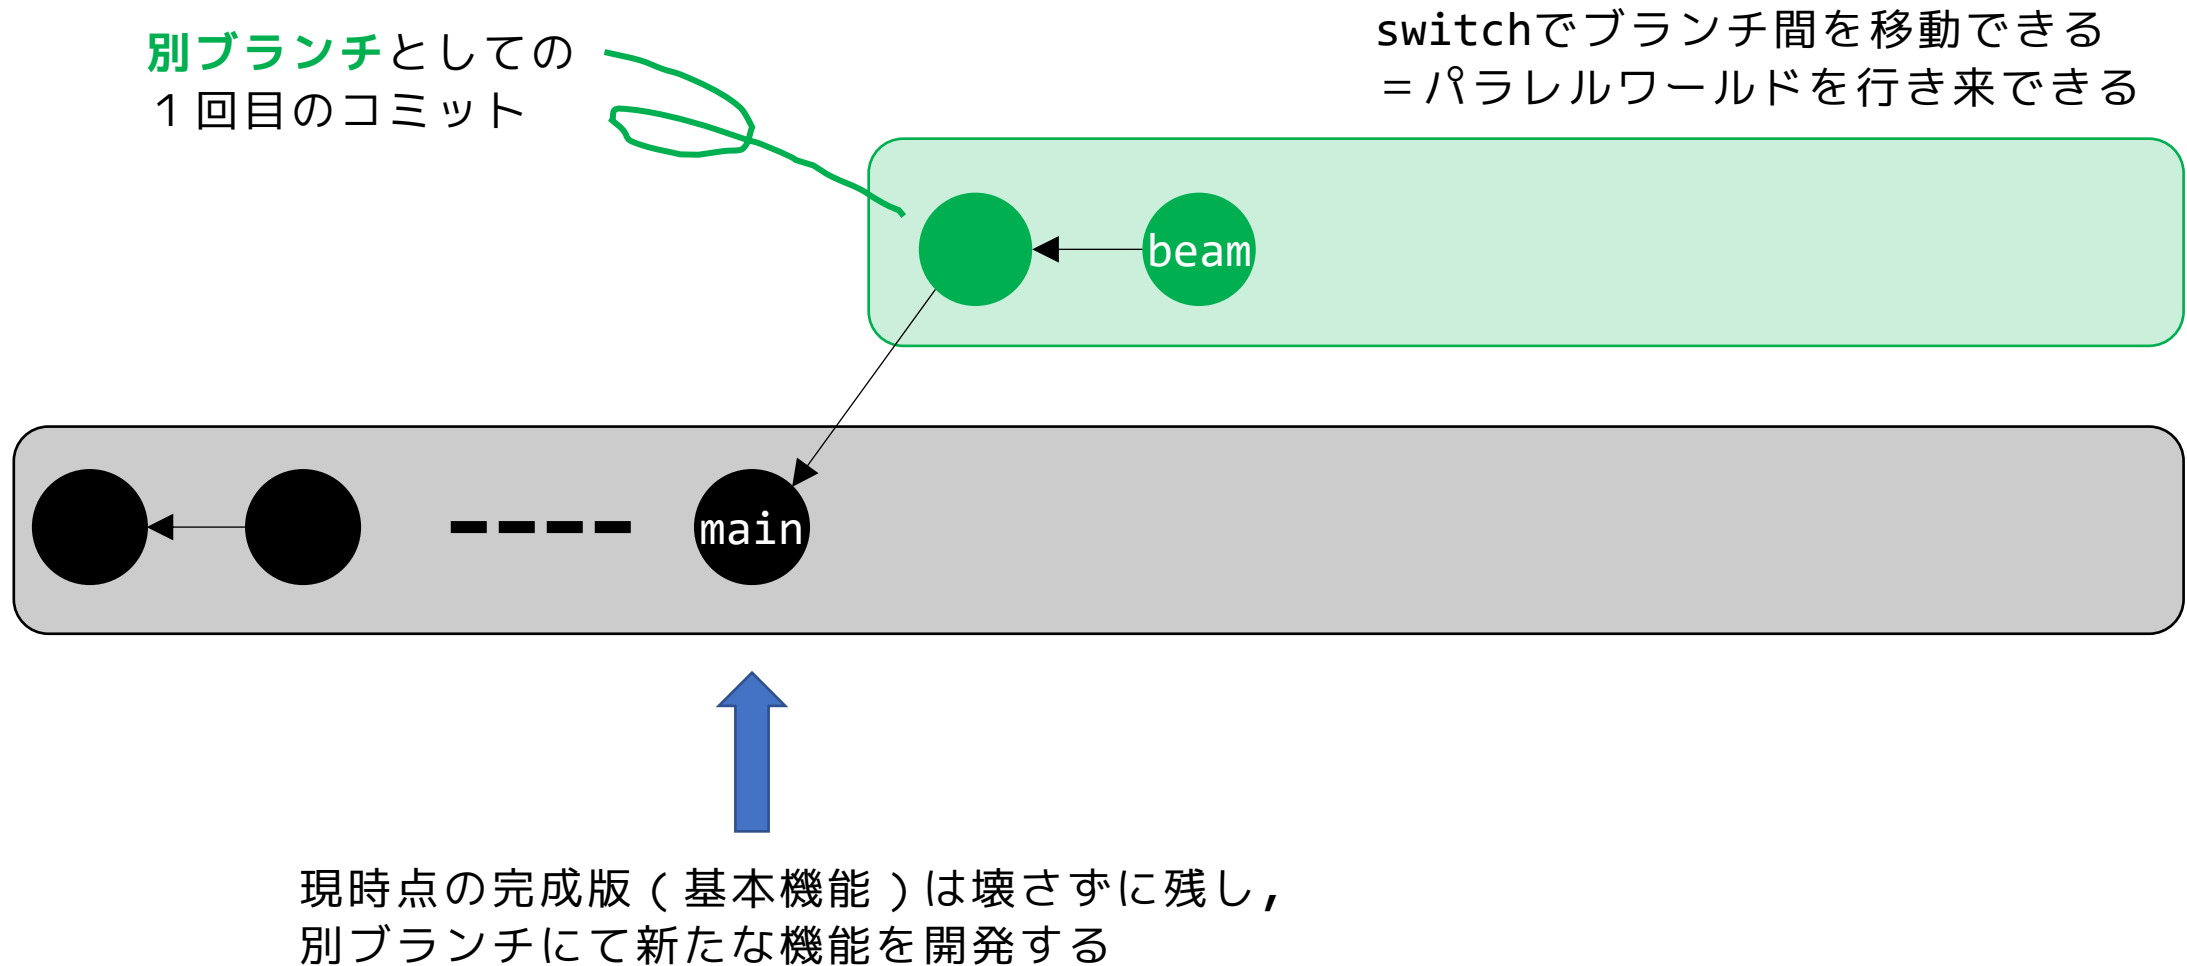 別ブランチとしての
１回目のコミット
switchでブランチ間を移動できる
＝パラレルワールドを行き来できる
beam
main
現時点の完成版(基本機能)は壊さずに残し,
別ブランチにて新たな機能を開発する